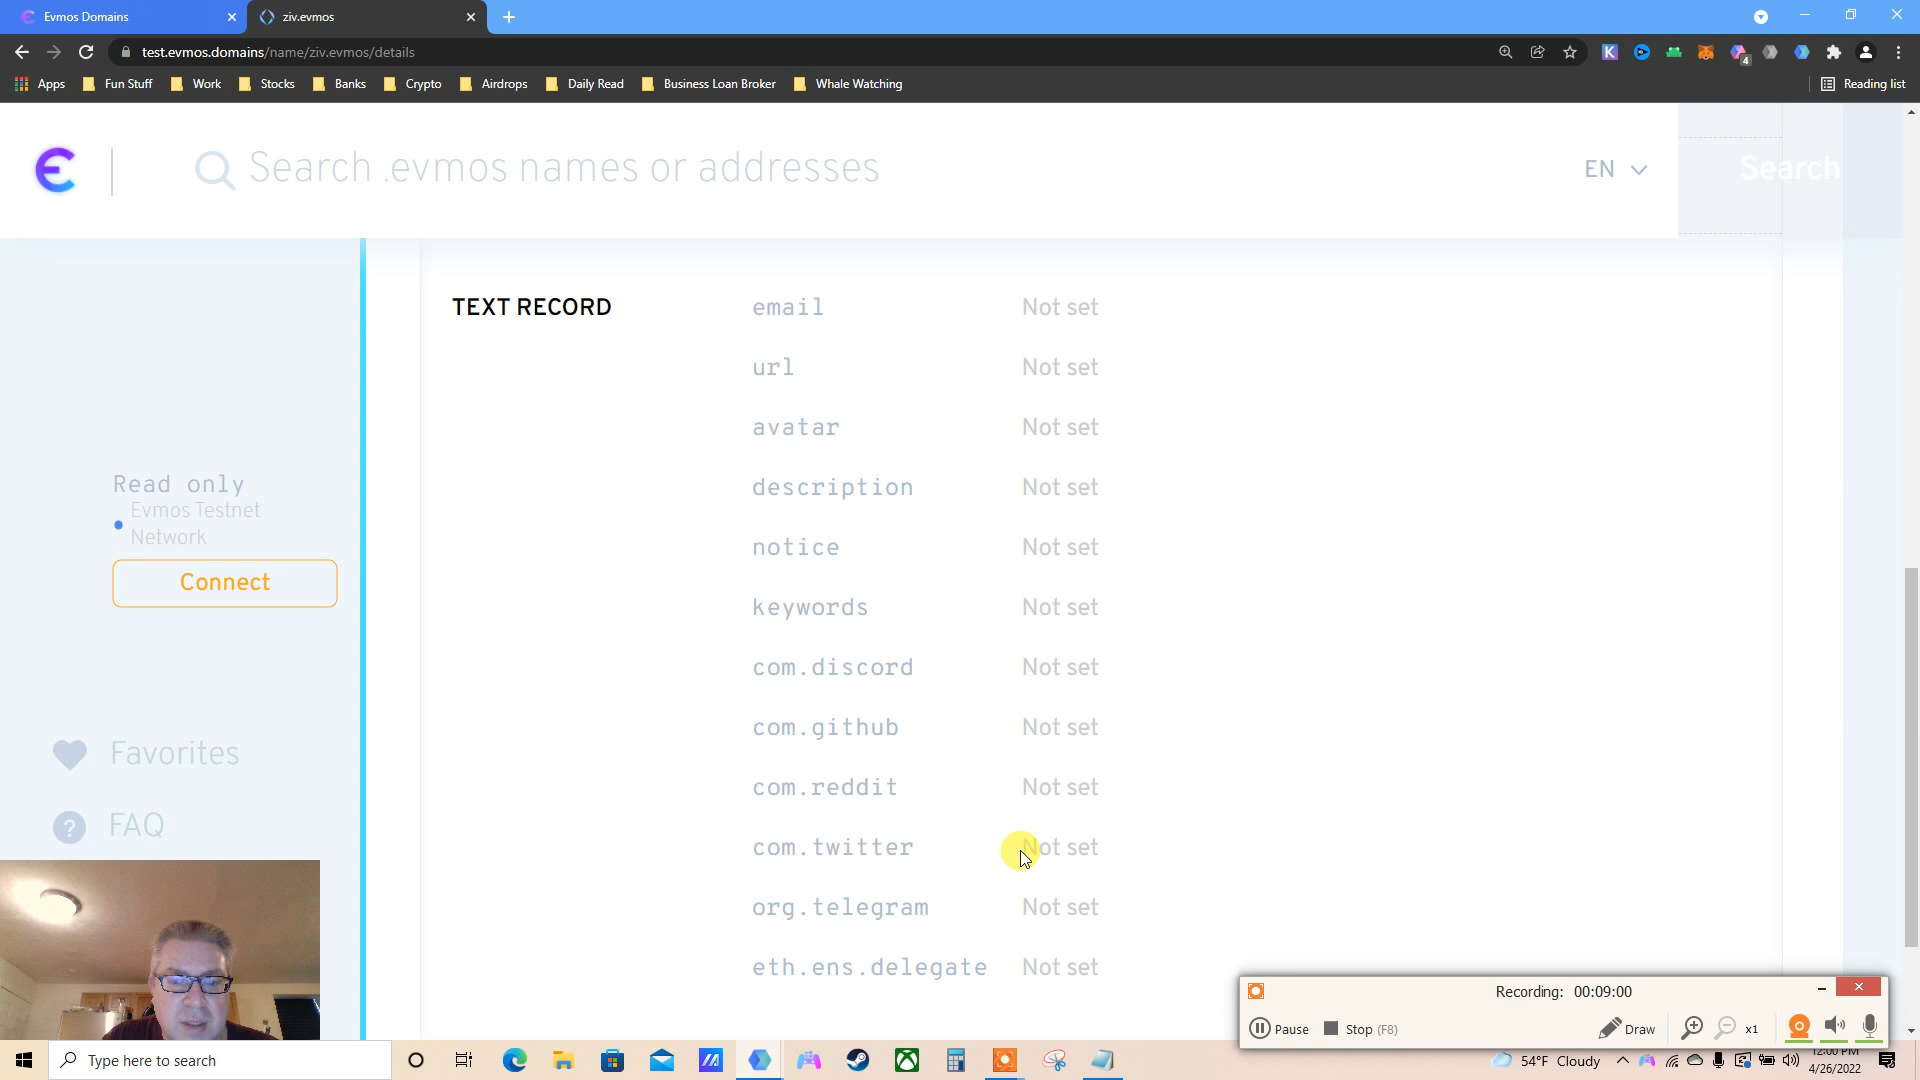 Evmos Domains
ziv.evmos
test.evmos.domains/name/ziv.evmos/details
4
Apps
Fun Stuff
Work
Stocks
Banks
Crypto
Airdrops
Daily Read
Business Loan Broker
Whale Watching
Reading list
Search .evmos names or addresses
EN
Search
TEXT RECORD
email Not set
url Not set
avatar Not set
description Not set
notice Not set
keywords Not set
com.discord Not set
com.github Not set
com.reddit Not set
com.twitter Not set
org.telegram Not set
eth.ens.delegate Not set
Read only
Evmos Testnet
Network
Connect
Favorites
? FAQ
Recording: 00:09:00
Pause
Stop (F8)
Draw
x1
Type here to search
54°F Cloudy
12:00 PM
4/26/2022